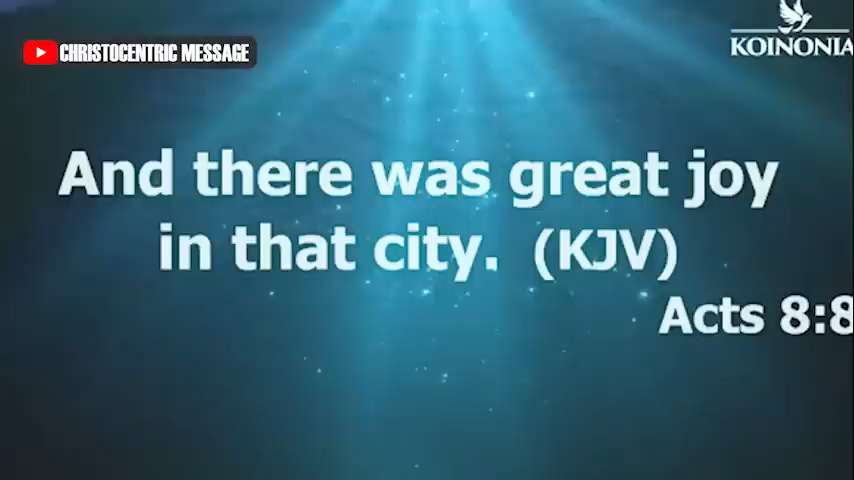 CHRISTOCENTRIC MESSAGE
KOINONIA
And there was great joy
in that city. (KJV)
Acts 8:8